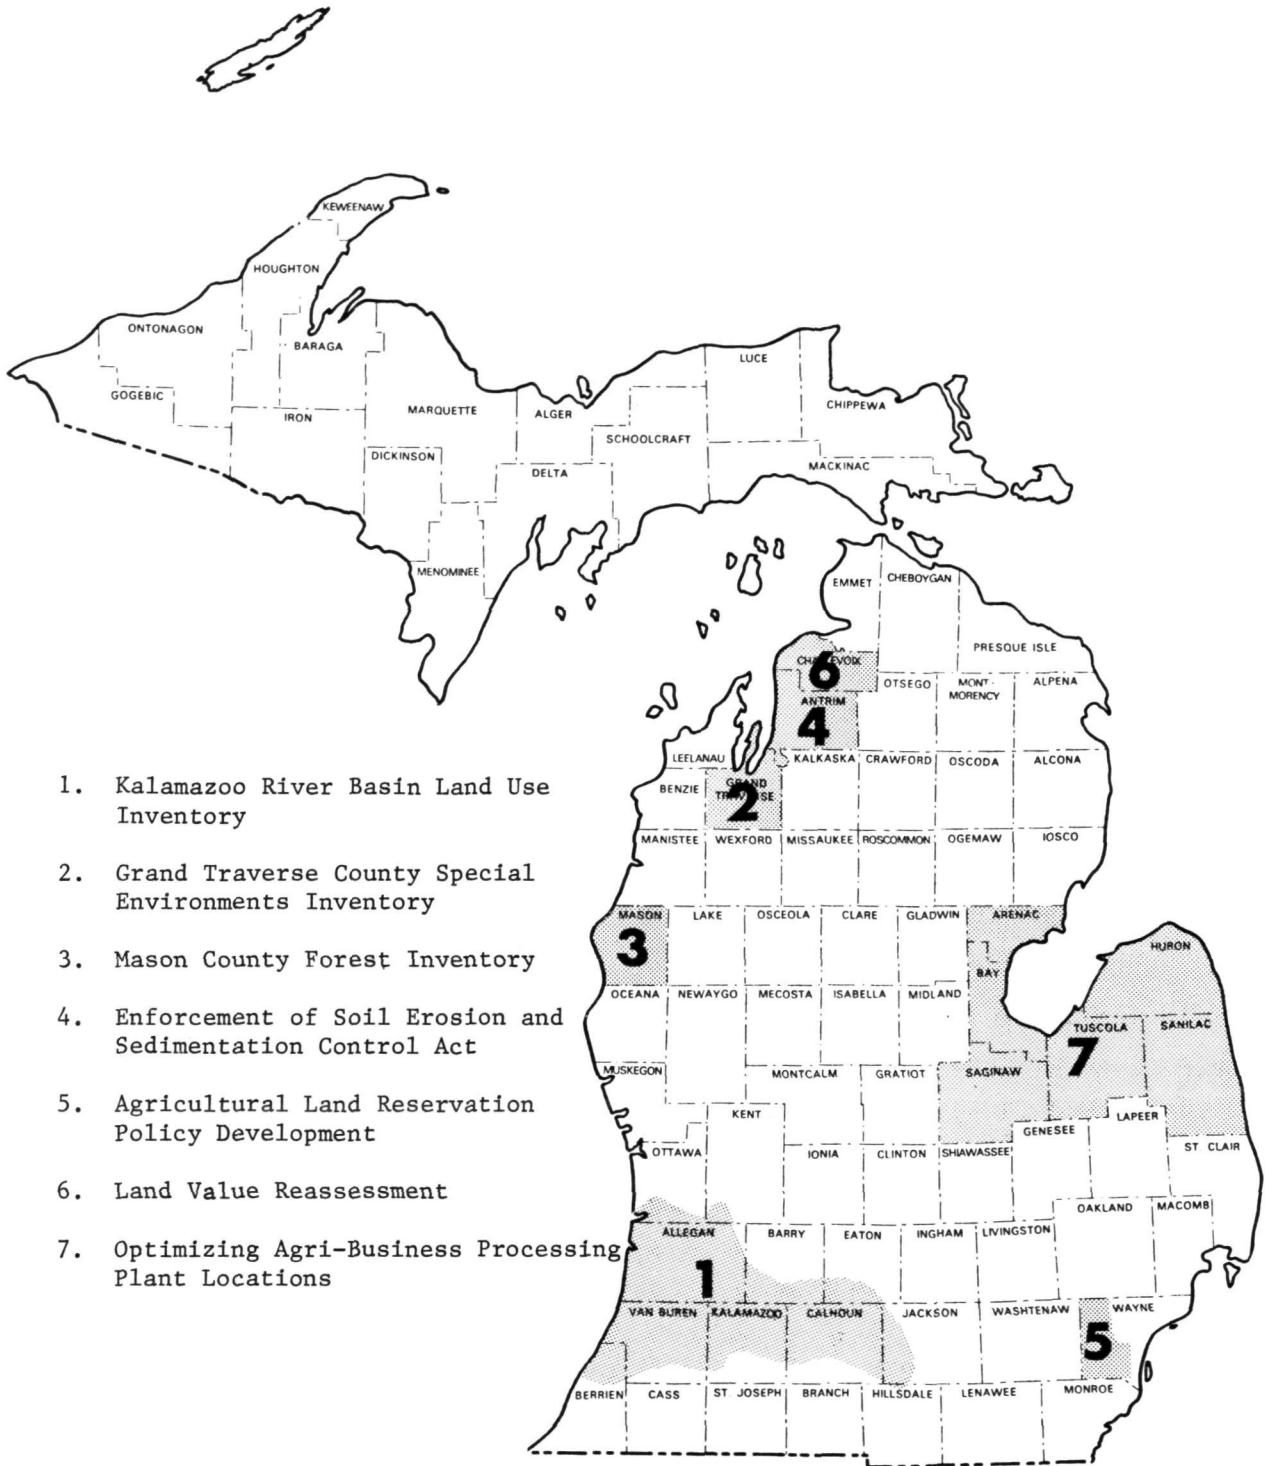 KEWEENAW
HOUGHTON
ONTONAGON
BARAGA
LUCE
GOGEBIC
IRON
MARQUETTE
ALGER
CHIPPEWA
SCHOOLCRAFT
DICKINSON
DELTA
MACKINAC
MENOMINEE
EMMET
CHEBOYGAN
PRESQUE ISLE
6
OTSEGO
MONT-
MORENCY
ALPENA
ANTRIM
4
LEELANAU
KALKASKA
CRAWFORD
OSCODA
ALCONA
BENZIE
GRAND
2
MANISTEE
WEXFORD
MISSAUKEE
ROSCOMMON
OGEMAW
IOSCO
MASON
LAKE
OSCEOLA
CLARE
GLADWIN
ARENAC
3
HURON
BAY
OCEANA
NEWAYGO
MECOSTA
ISABELLA
MIDLAND
TUSCOLA
SANILAC
7
MUSKEGON
MONTCALM
GRATIOT
SAGINAW
KENT
LAPEER
GENESEE
OTTAWA
IONIA
CLINTON
SHIAWASSEE
ST. CLAIR
OAKLAND
MACOMB
ALLEGAN
BARRY
EATON
INGHAM
LIVINGSTON
1
VAN BUREN
KALAMAZOO
CALHOUN
JACKSON
WASHTENAW
WAYNE
5
BERRIEN
CASS
ST. JOSEPH
BRANCH
HILLSDALE
LENAWEE
MONROE
1. Kalamazoo River Basin Land Use
Inventory
2. Grand Traverse County Special
Environments Inventory
3. Mason County Forest Inventory
4. Enforcement of Soil Erosion and
Sedimentation Control Act
5. Agricultural Land Reservation
Policy Development
6. Land Value Reassessment
7. Optimizing Agri-Business Processing
Plant Locations